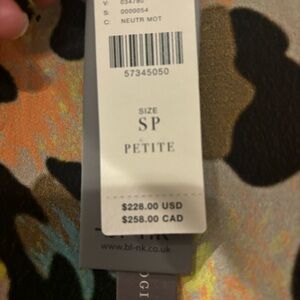 V: 034780
S: 0000054
C: NEUTR MOT
57345050
SIZE
SP
PETITE
$228.00 USD
$258.00 CAD
www.bl-nk.co.uk
OGI